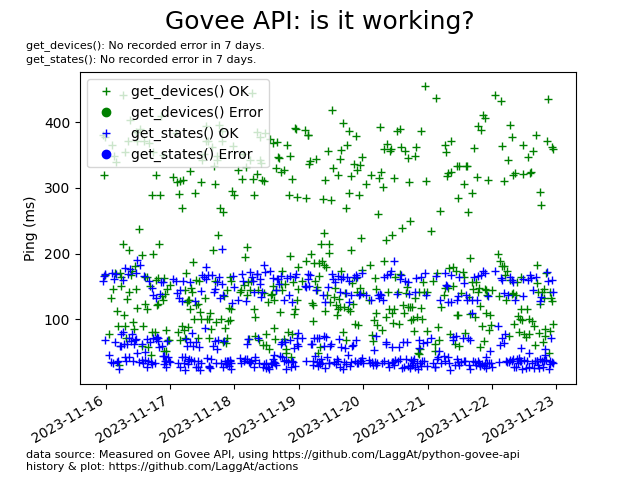 Govee API: is it working?
get_devices(): No recorded error in 7 days.
get_states(): No recorded error in 7 days.
get_devices() OK
get_devices() Error
get_states() OK
get_states() Error
Ping (ms)
400
300
200
100
2023-11-16
2023-11-17
2023-11-18
2023-11-19
2023-11-20
2023-11-21
2023-11-22
2023-11-23
data source: Measured on Govee API, using https://github.com/LaggAt/python-govee-api
history & plot: https://github.com/LaggAt/actions